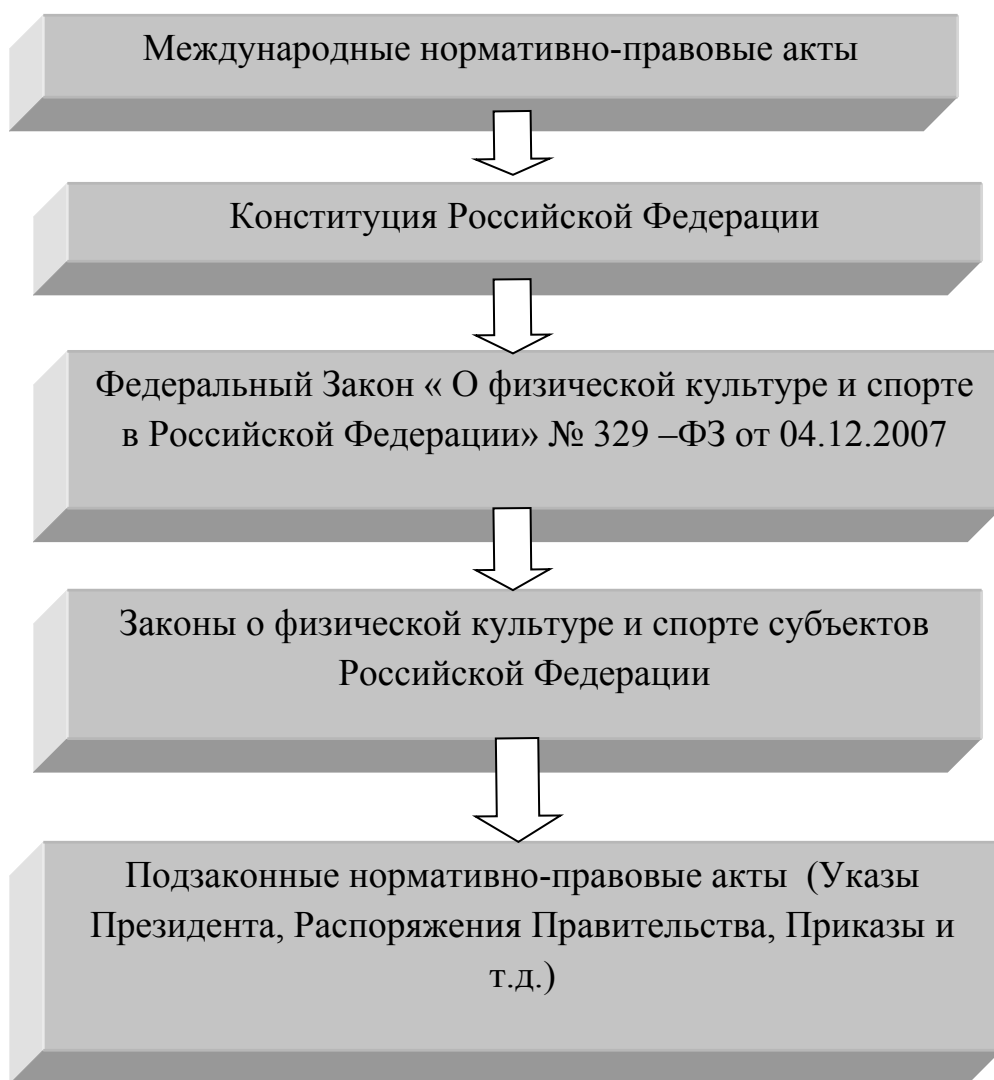 Международные нормативно-правовые акты
Конституция Российской Федерации
Федеральный Закон « О физической культуре и спорте
в Российской Федерации» № 329 –ФЗ от 04.12.2007
Законы о физической культуре и спорте субъектов
Российской Федерации
Подзаконные нормативно-правовые акты (Указы
Президента, Распоряжения Правительства, Приказы и
т.д.)